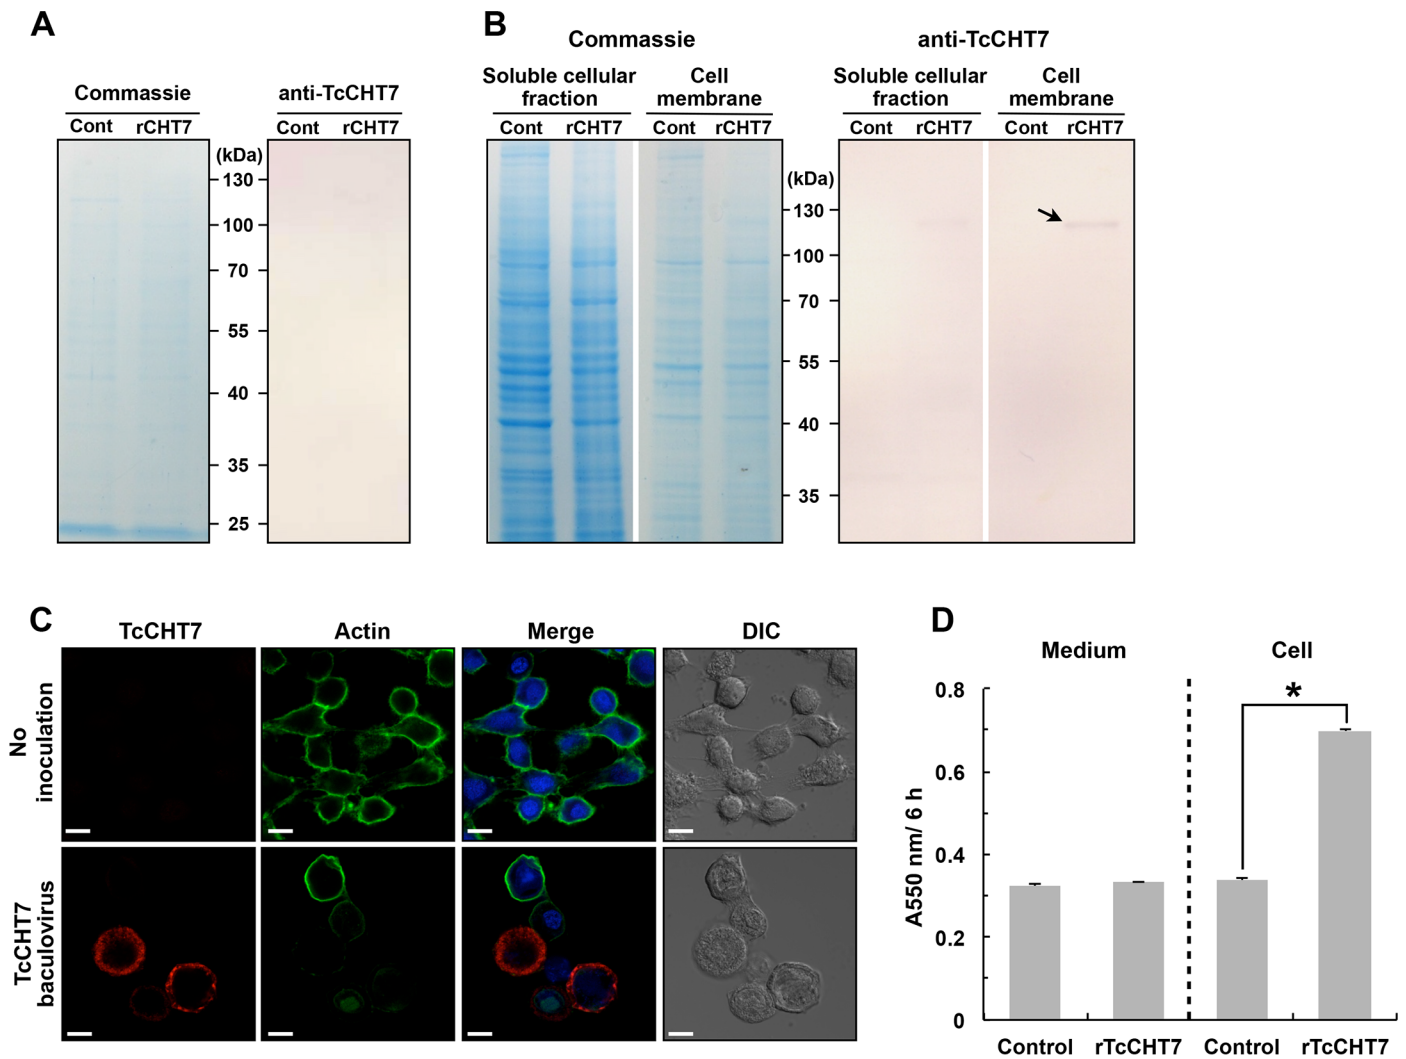 A
Commassie
anti-TcCHT7
Cont rCHT7
Cont rCHT7
(kDa)
130
100
70
55
40
35
25
B
Commassie
anti-TcCHT7
Soluble cellular
fraction
Cell
membrane
Soluble cellular
fraction
Cell
membrane
Cont rCHT7
Cont rCHT7
Cont rCHT7
Cont rCHT7
(kDa)
130
100
70
55
40
35
C
TcCHT7
Actin
Merge
DIC
No
inoculation
TcCHT7
baculovirus
D
Medium
Cell
*
A550 nm/ 6 h
0.8
0.6
0.4
0.2
0
Control
rTcCHT7
Control
rTcCHT7